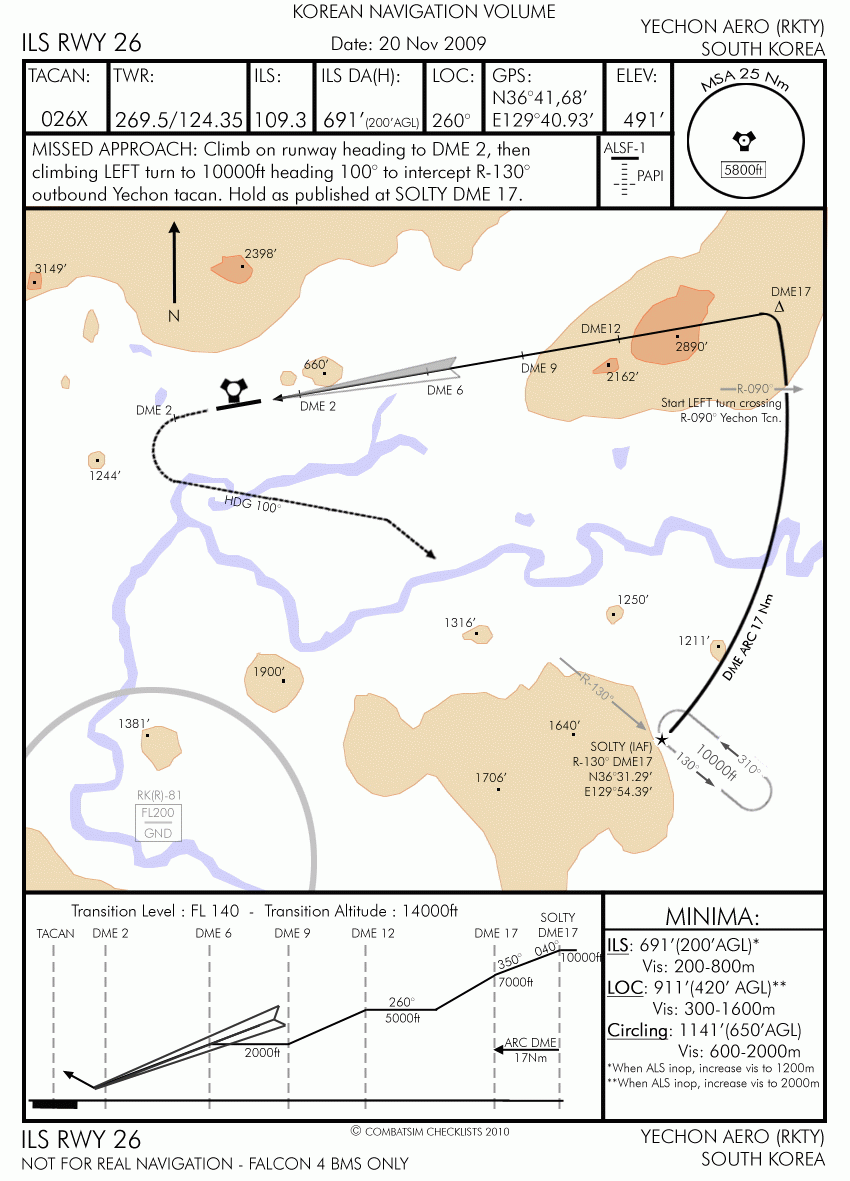 KOREAN NAVIGATION VOLUME
ILS RWY 26
Date: 20 Nov 2009
YECHON AERO (RKTY)
SOUTH KOREA
TACAN:
026X
TWR:
269.5/124.35
ILS:
109.3
ILS DA(H):
691'(200'AGL)
LOC:
260°
GPS:
N36°41,68'
E129°40.93'
ELEV:
491'
MSA 25 Nm
5800ft
MISSED APPROACH: Climb on runway heading to DME 2, then
climbing LEFT turn to 10000ft heading 100° to intercept R-130°
outbound Yechon tacan. Hold as published at SOLTY DME 17.
ALSF-1
PAPI
3149'
2398'
N
DME17
DME12
2890'
DME 9
2162'
660'
DME 6
DME 2
DME 2
R-090°
Start LEFT turn crossing
R-090° Yechon Tcn.
1244'
HDG 100°
1250'
1316'
1211'
DME ARC 17 Nm
1900'
R-130°
1381'
1640'
SOLTY (IAF)
R-130° DME17
N36°31.29'
E129°54.39'
310°
10000ft
130°
1706'
RK(R)-81
FL200
GND
Transition Level : FL 140 - Transition Altitude : 14000ft
TACAN
DME 2
DME 6
DME 9
DME 12
DME 17
SOLTY
DME17
040°
10000ft
350°
7000ft
260°
5000ft
2000ft
ARC DME
17Nm
MINIMA:
ILS: 691'(200'AGL)*
Vis: 200-800m
LOC: 911'(420' AGL)**
Vis: 300-1600m
Circling: 1141'(650'AGL)
Vis: 600-2000m
*When ALS inop, increase vis to 1200m
**When ALS inop, increase vis to 2000m
ILS RWY 26
© COMBATSIM CHECKLISTS 2010
YECHON AERO (RKTY)
NOT FOR REAL NAVIGATION - FALCON 4 BMS ONLY
SOUTH KOREA